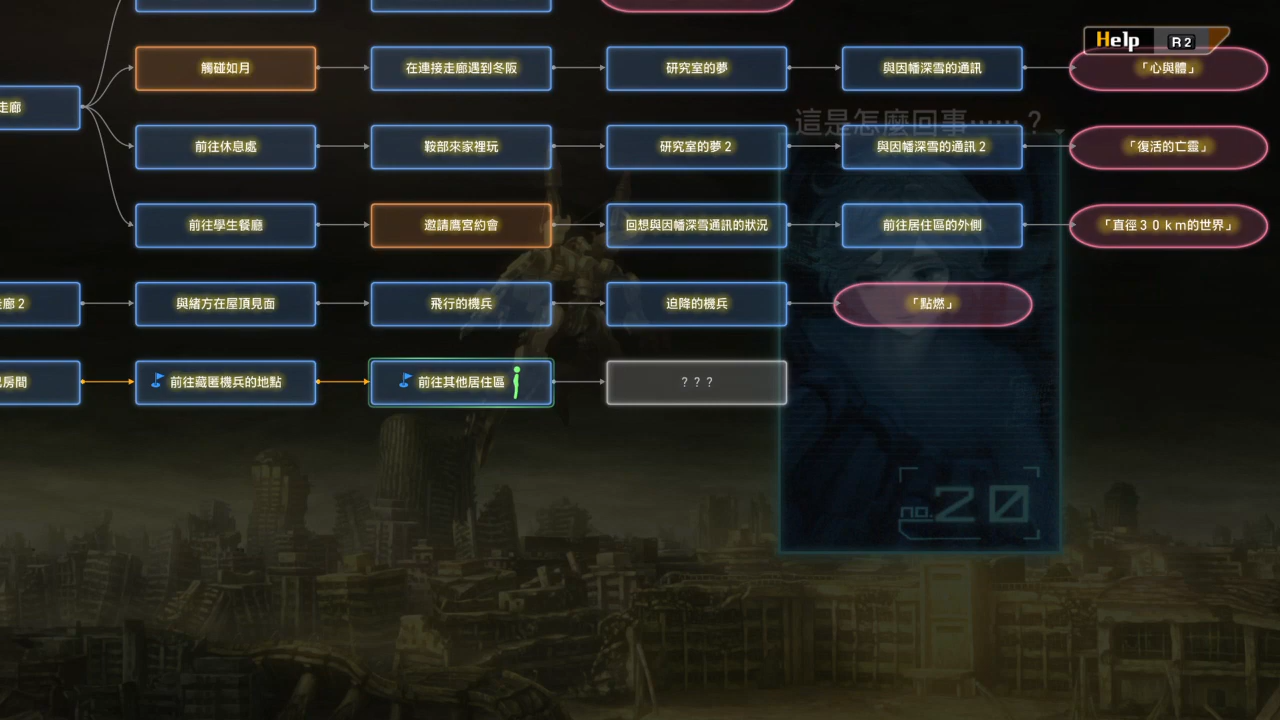 Help R2
觸碰如月
在連接走廊遇到冬阪
研究室的夢
與因幡深雪的通訊
「心與體」
走廊
這是怎麼回事……？
前往休息處
鞍部來家裡玩
研究室的夢2
與因幡深雪的通訊2
「復活的亡靈」
前往學生餐廳
邀請鷹宮約會
回想與因幡深雪通訊的狀況
前往居住區的外側
「直徑３０ｋｍ的世界」
廊2
與緒方在屋頂見面
飛行的機兵
迫降的機兵
「點燃」
房間
前往藏匿機兵的地點
前往其他居住區
？？？
no.20